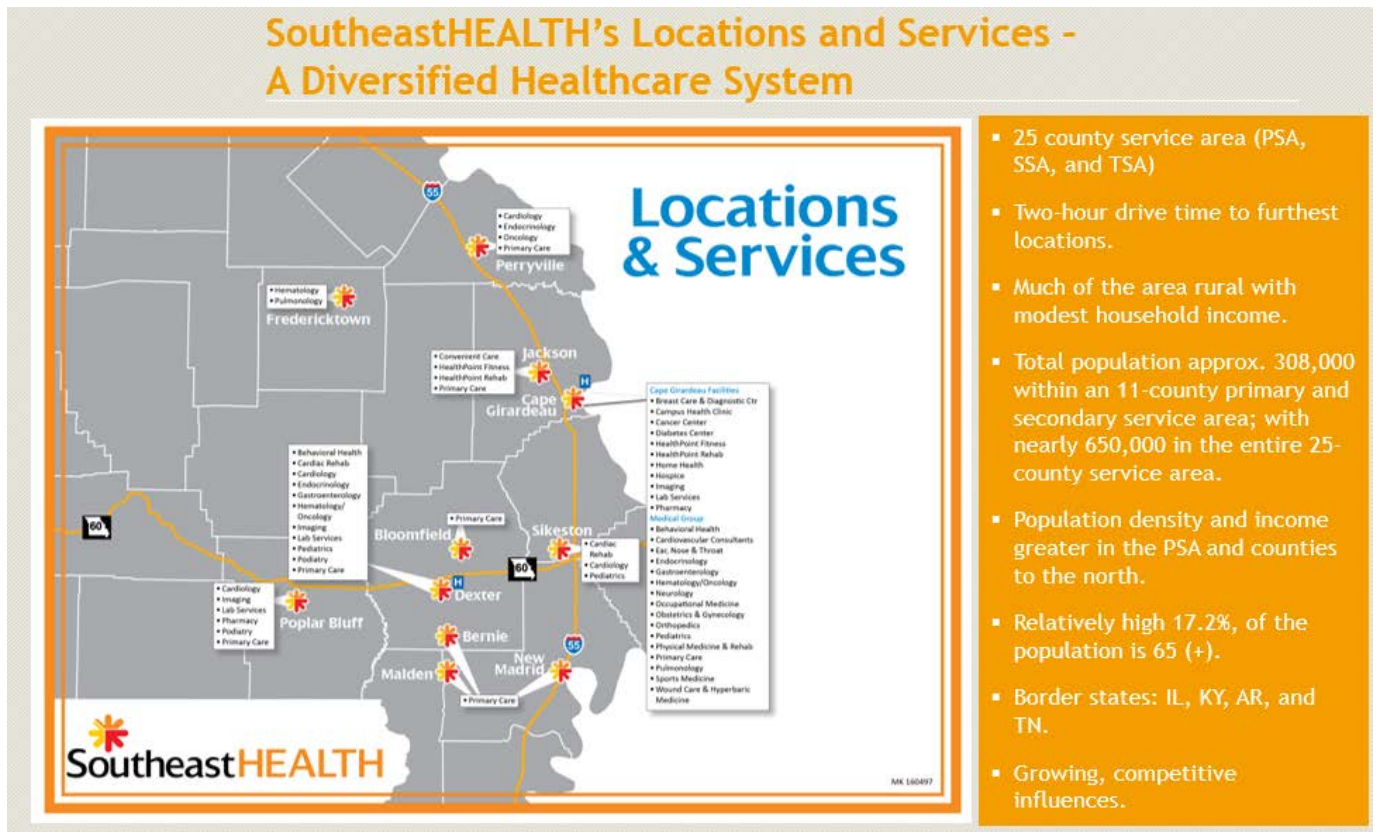 SoutheastHEALTH's Locations and Services -
A Diversified Healthcare System
Locations
& Services
55
• Cardiology
• Endocrinology
• Oncology
• Primary Care
Perryville
• Hematology
• Pulmonology
Fredericktown
• Convenient Care
• HealthPoint Fitness
• HealthPoint Rehab
• Primary Care
Jackson
H
Cape
Girardeau
Cape Girardeau Facilities
• Breast Care & Diagnostic Ctr
• Campus Health Clinic
• Cancer Center
• Diabetes Center
• HealthPoint Fitness
• HealthPoint Rehab
• Home Health
• Hospice
• Imaging
• Lab Services
• Pharmacy
Medical Group
• Behavioral Health
• Cardiovascular Consultants
• Ear, Nose & Throat
• Endocrinology
• Gastroenterology
• Hematology/Oncology
• Neurology
• Occupational Medicine
• Obstetrics & Gynecology
• Orthopedics
• Pediatrics
• Physical Medicine & Rehab
• Primary Care
• Pulmonology
• Sports Medicine
• Wound Care & Hyperbaric
Medicine
• Behavioral Health
• Cardiac Rehab
• Cardiology
• Endocrinology
• Gastroenterology
• Hematology/
Oncology
• Imaging
• Lab Services
• Pediatrics
• Podiatry
• Primary Care
60
• Primary Care
Bloomfield
Sikeston
• Cardiac
Rehab
• Cardiology
• Pediatrics
60
H
Dexter
• Cardiology
• Imaging
• Lab Services
• Pharmacy
• Podiatry
• Primary Care
Poplar Bluff
Bernie
55
Malden
New
Madrid
• Primary Care
SoutheastHEALTH
MK 160497
▪ 25 county service area (PSA,
SSA, and TSA)
▪ Two-hour drive time to furthest
locations.
▪ Much of the area rural with
modest household income.
▪ Total population approx. 308,000
within an 11-county primary and
secondary service area; with
nearly 650,000 in the entire 25-
county service area.
▪ Population density and income
greater in the PSA and counties
to the north.
▪ Relatively high 17.2%, of the
population is 65 (+).
▪ Border states: IL, KY, AR, and
TN.
▪ Growing, competitive
influences.